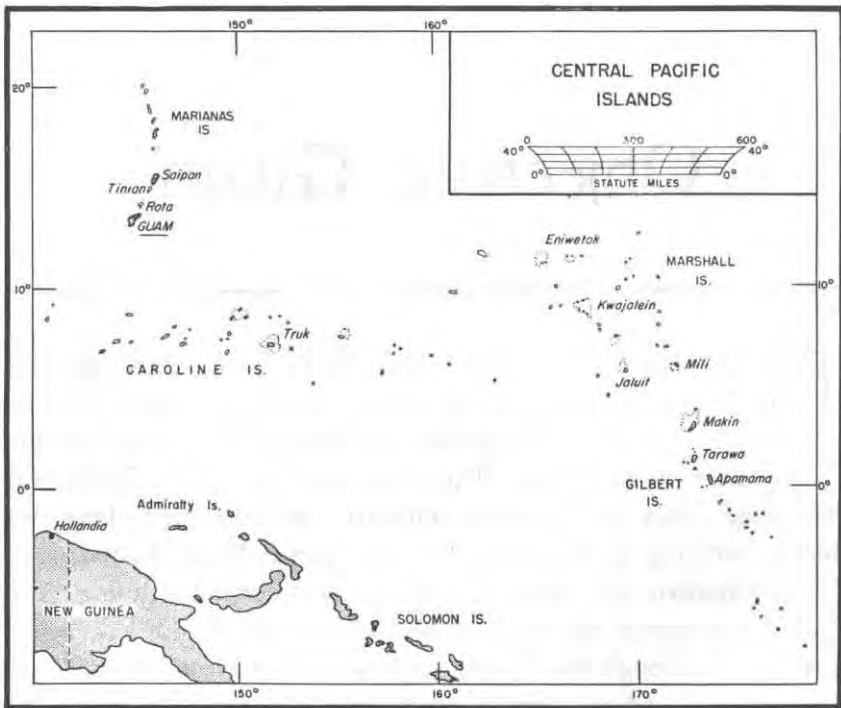 150°
160°
20°
CENTRAL PACIFIC
ISLANDS
0
300
600
40°
40°
0°
0°
STATUTE MILES
MARIANAS
IS.
Saipan
Tinian
Rota
GUAM
Eniwetok
MARSHALL
IS.
10°
10°
Kwajalein
Truk
CAROLINE IS.
Jaluit
Mili
Makin
Tarawa
Apamama
GILBERT
IS.
0°
0°
Admiralty Is.
Hollandia
NEW GUINEA
SOLOMON IS.
150°
160°
170°